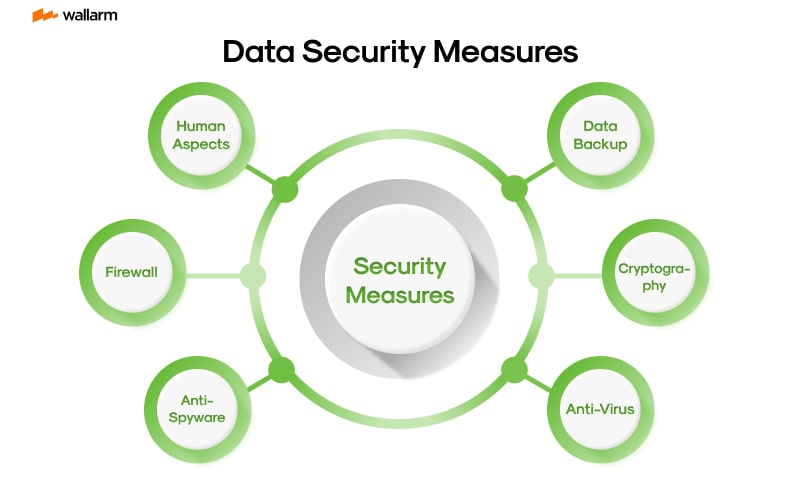 wallarm
Data Security Measures
Human
Aspects
Data
Backup
Firewall
Security
Measures
Cryptogra-
phy
Anti-
Spyware
Anti-Virus